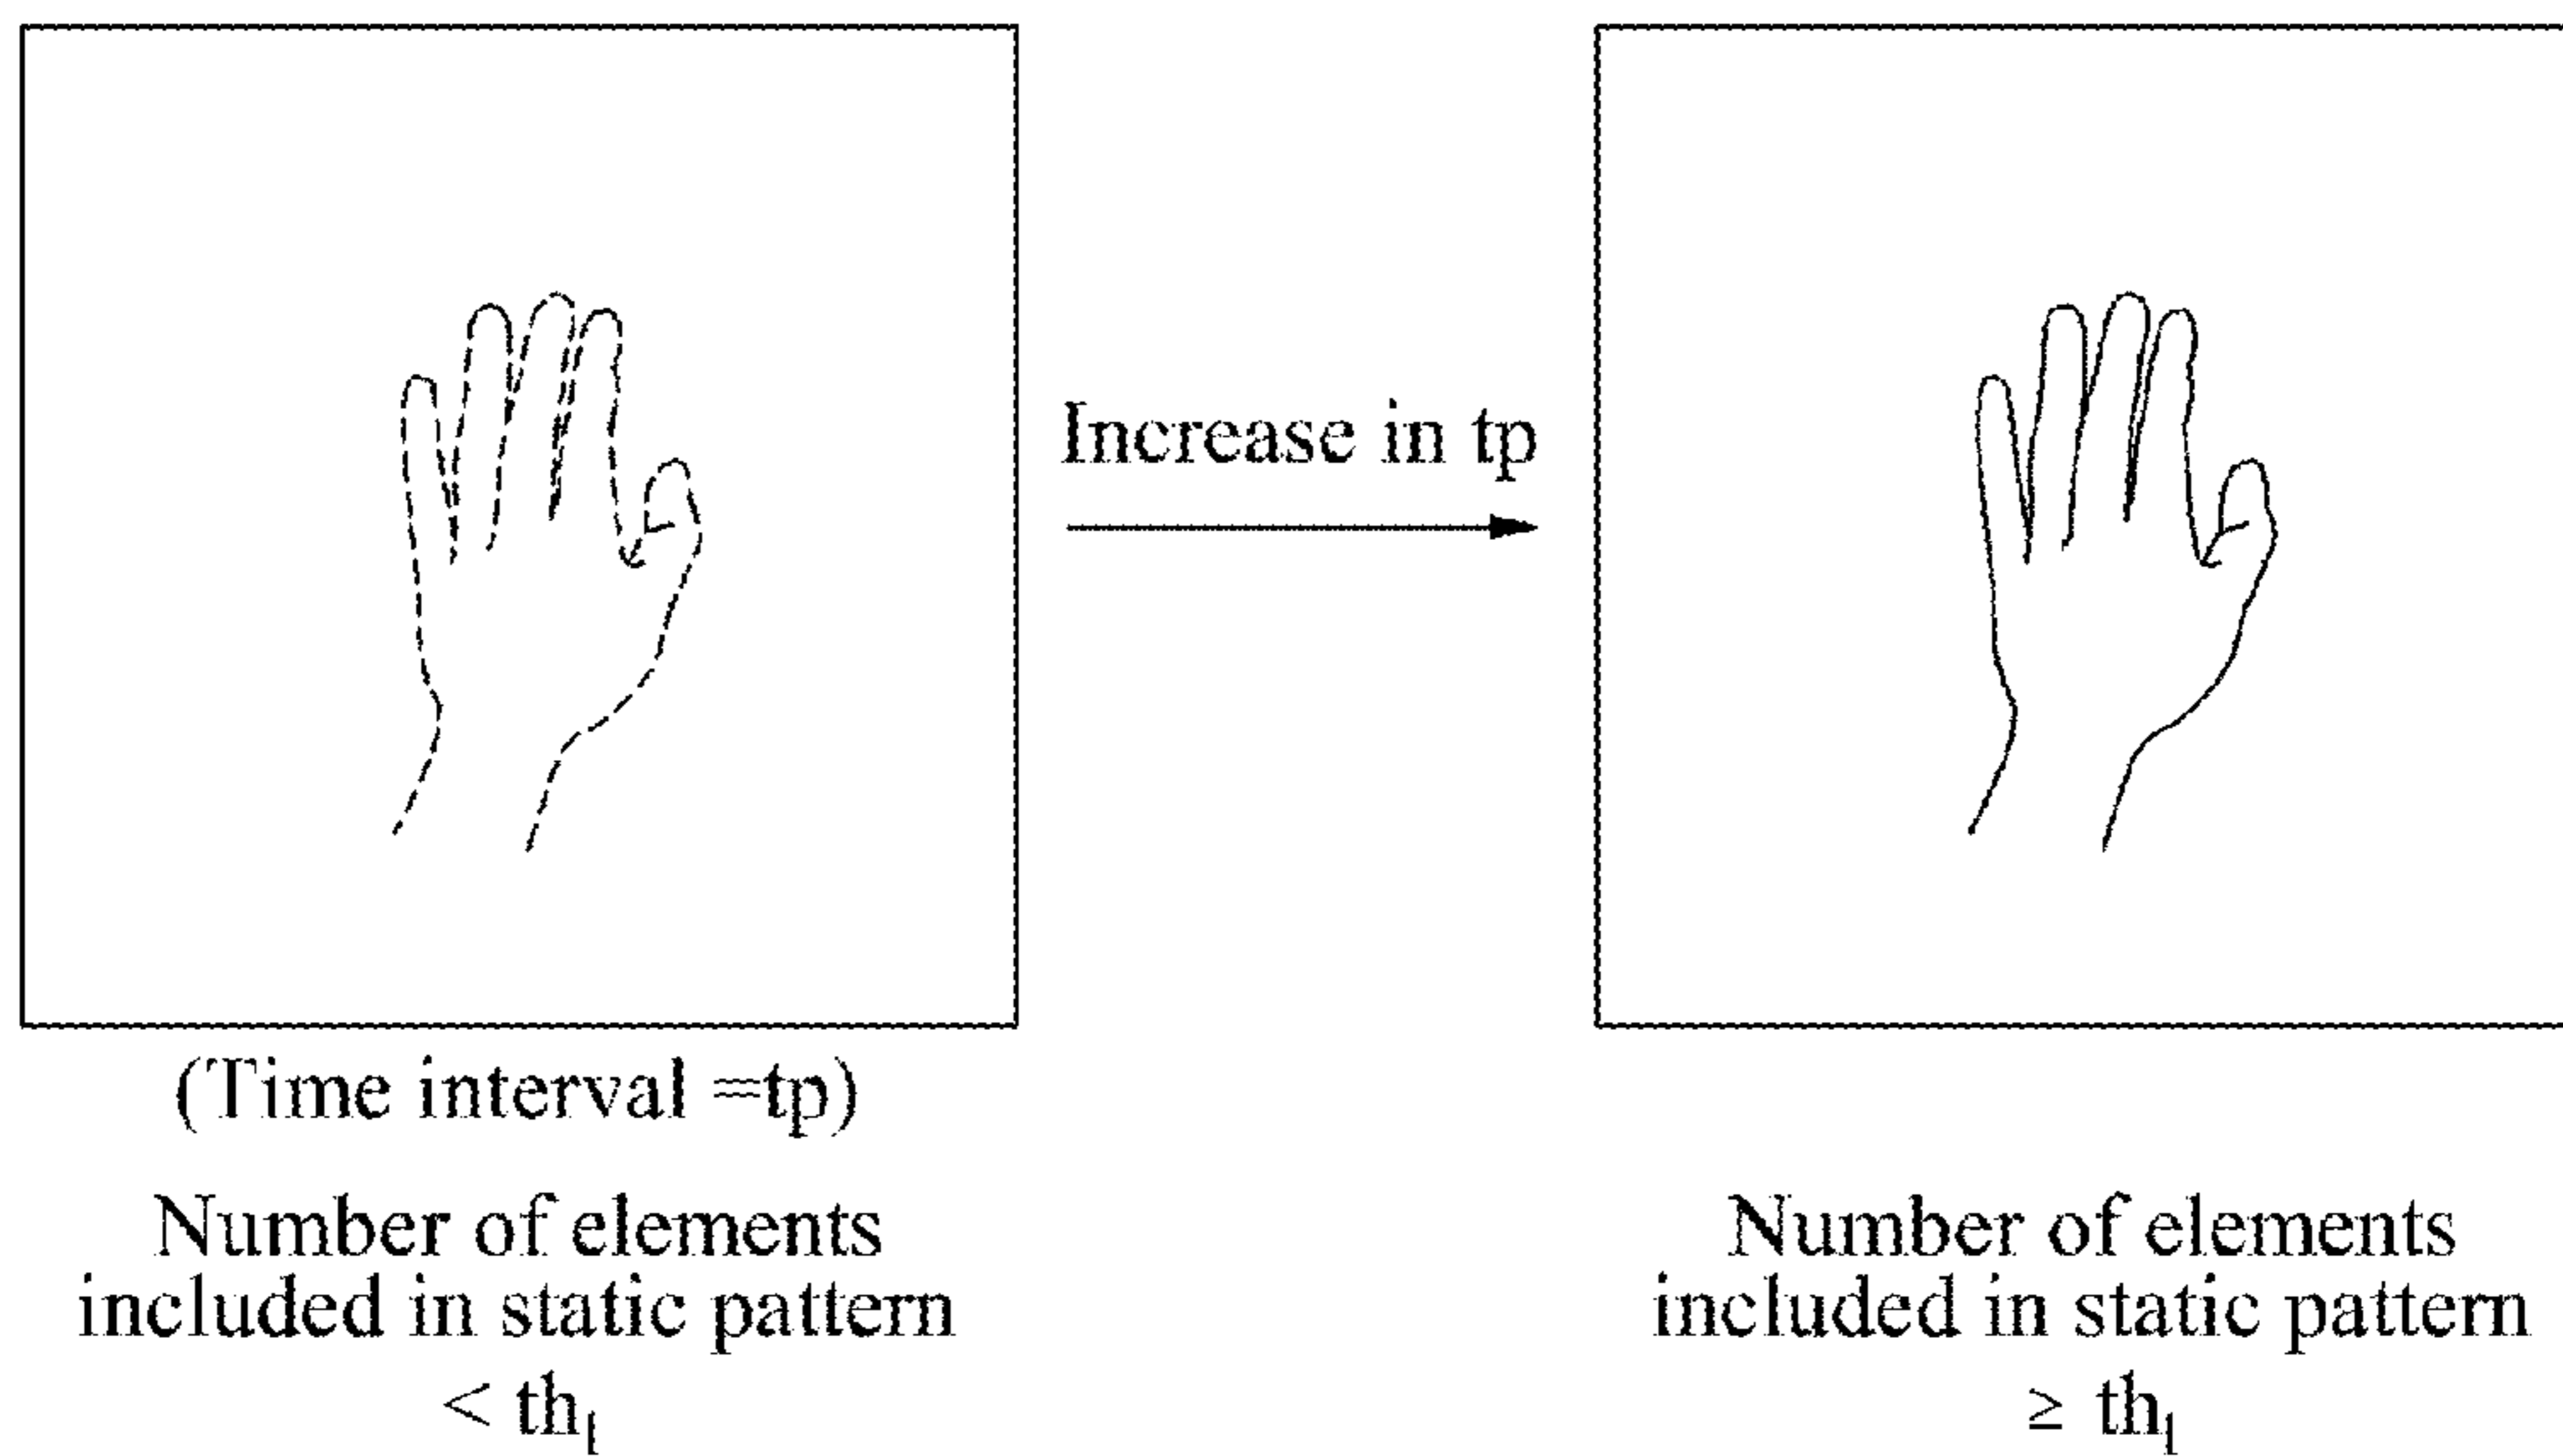 Increase in tp
(Time interval =tp)
Number of elements
included in static pattern
< th₁
Number of elements
included in static pattern
≥ th₁